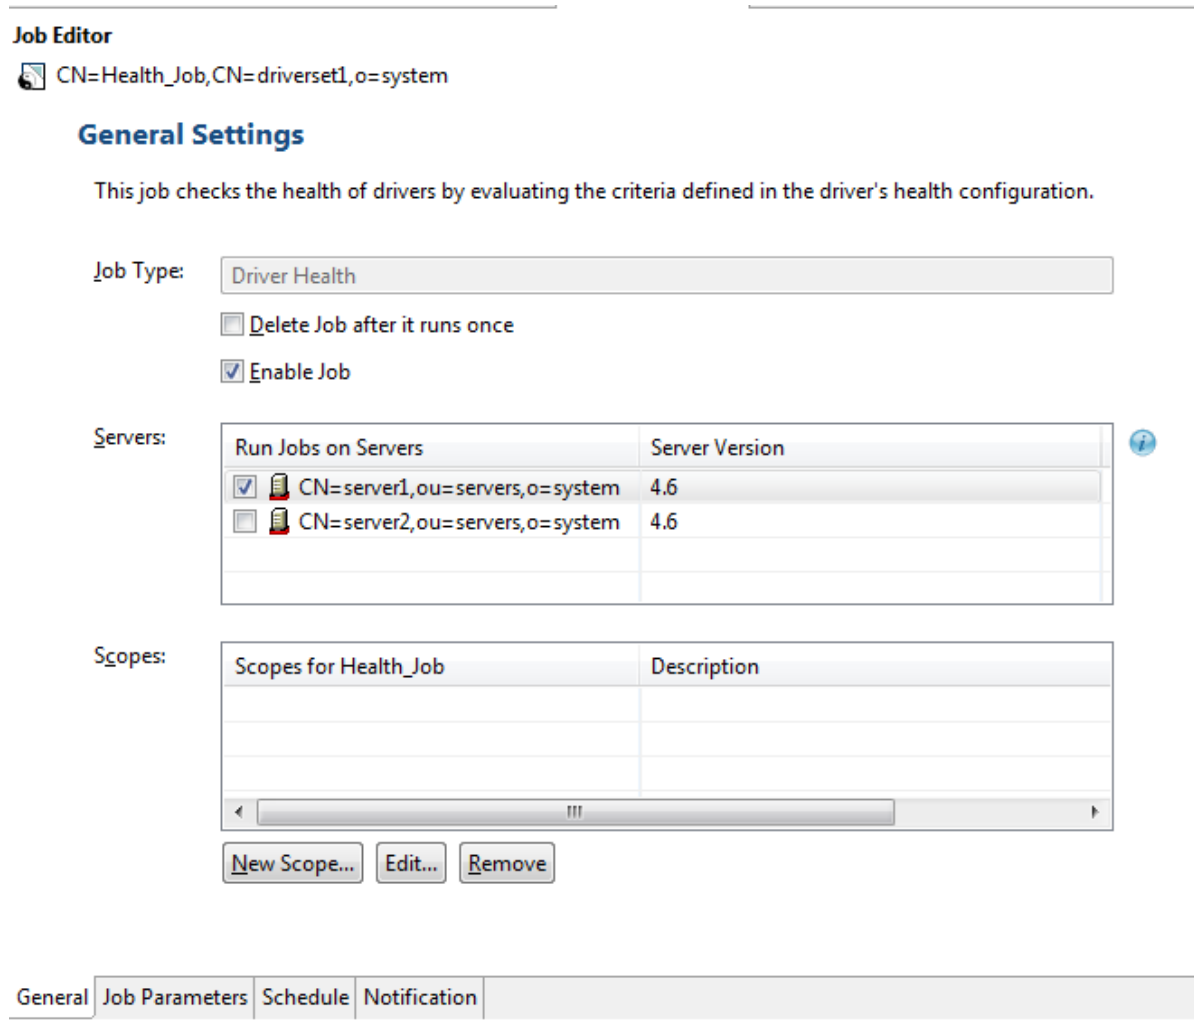 Job Editor
CN=Health_Job,CN=driverset1,o=system
General Settings
This job checks the health of drivers by evaluating the criteria defined in the driver's health configuration.
Job Type: Driver Health
Delete Job after it runs once
Enable Job
Servers: Run Jobs on Servers Server Version
CN=server1,ou=servers,o=system 4.6
CN=server2,ou=servers,o=system 4.6
Scopes: Scopes for Health_Job Description
New Scope... Edit... Remove
General Job Parameters Schedule Notification